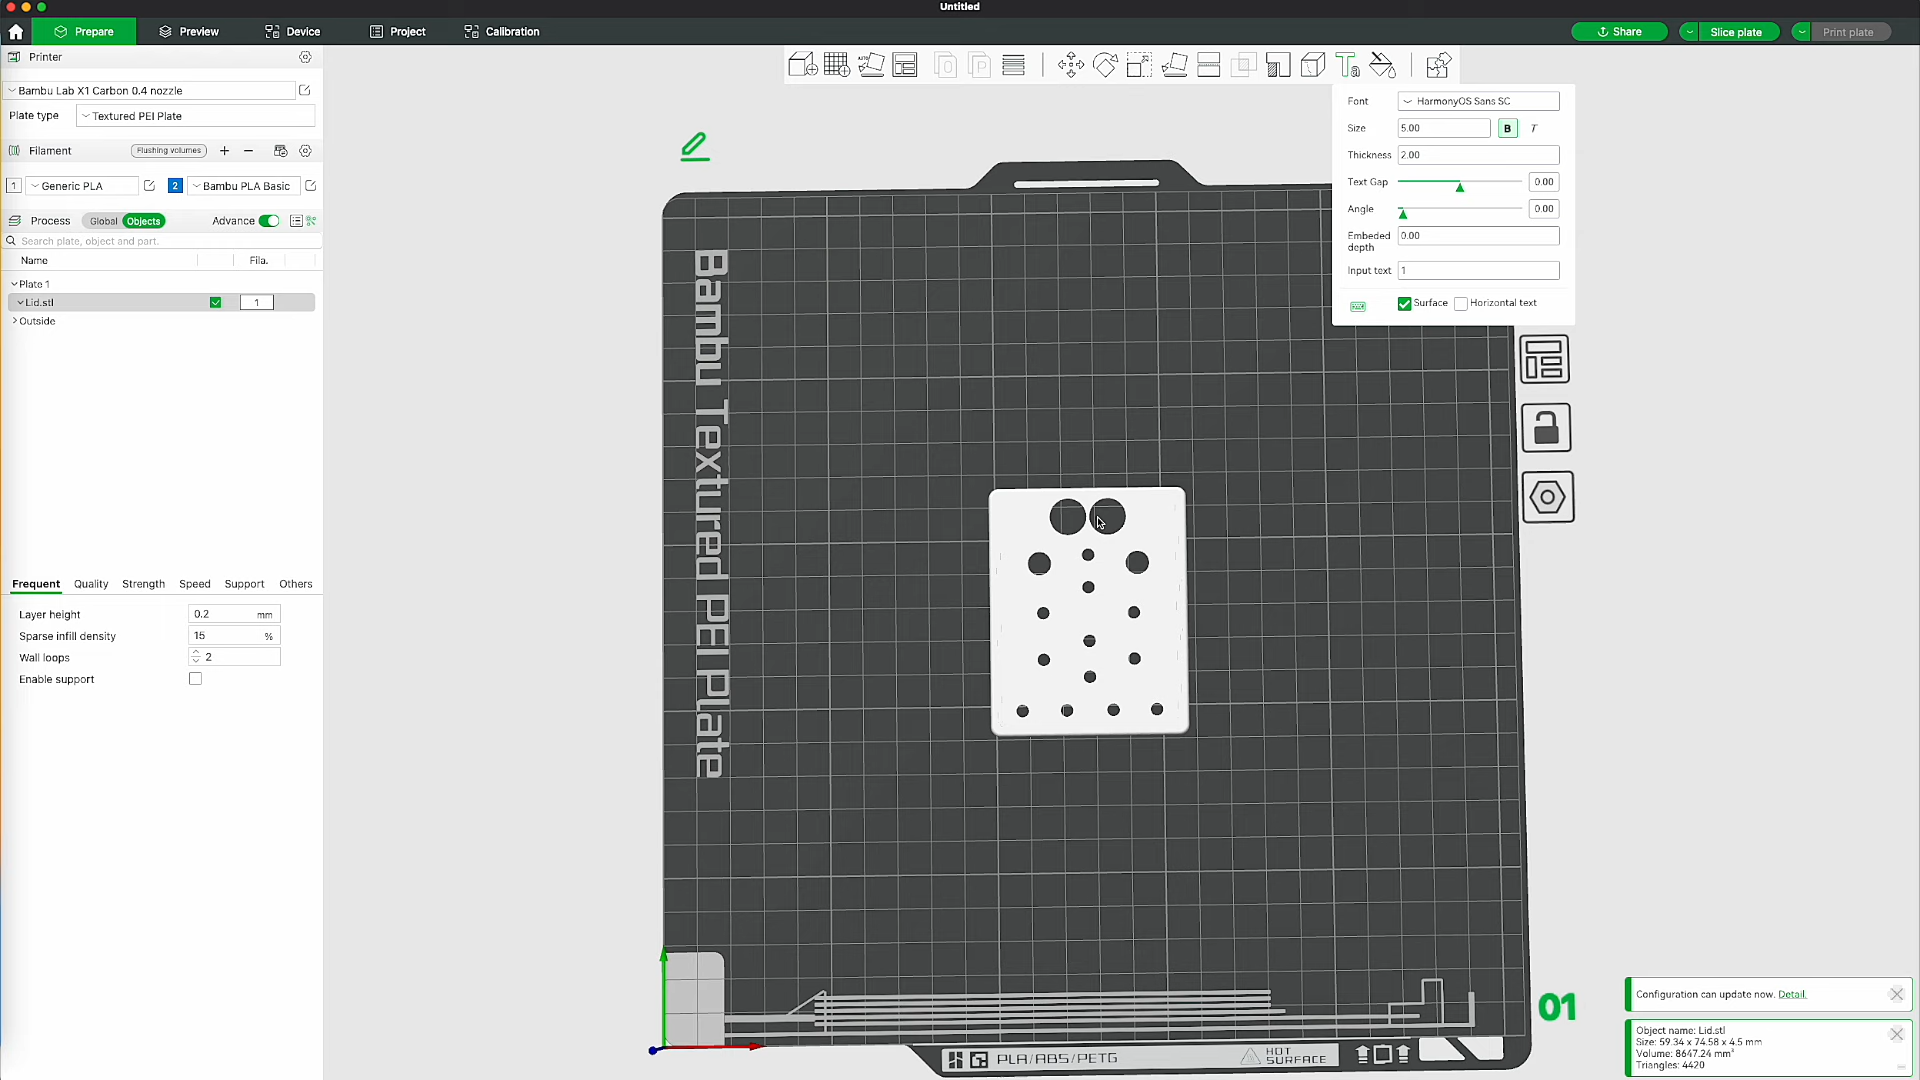 Untitled
Prepare
Preview
Device
Project
Calibration
Share
Slice plate
Print plate
Printer
Bambu Lab X1 Carbon 0.4 nozzle
Plate type
Textured PEI Plate
Filament
Flushing volumes
1
Generic PLA
2
Bambu PLA Basic
Process
Global
Objects
Advance
Search plate, object and part.
Name
Fila.
Plate 1
Lid.stl
1
Outside
Frequent
Quality
Strength
Speed
Support
Others
Layer height
0.2 mm
Sparse infill density
15 %
Wall loops
2
Enable support
Font
HarmonyOS Sans SC
Size
5.00
B
T
Thickness
2.00
Text Gap
0.00
Angle
0.00
Embeded
depth
0.00
Input text
1
Surface
Horizontal text
Bambu Textured PEI Plate
01
PLA/ABS/PETG
HOT
SURFACE
Configuration can update now. Detail.
Object name: Lid.stl
Size: 59.34 x 74.58 x 4.5 mm
Volume: 8647.24 mm³
Triangles: 4420